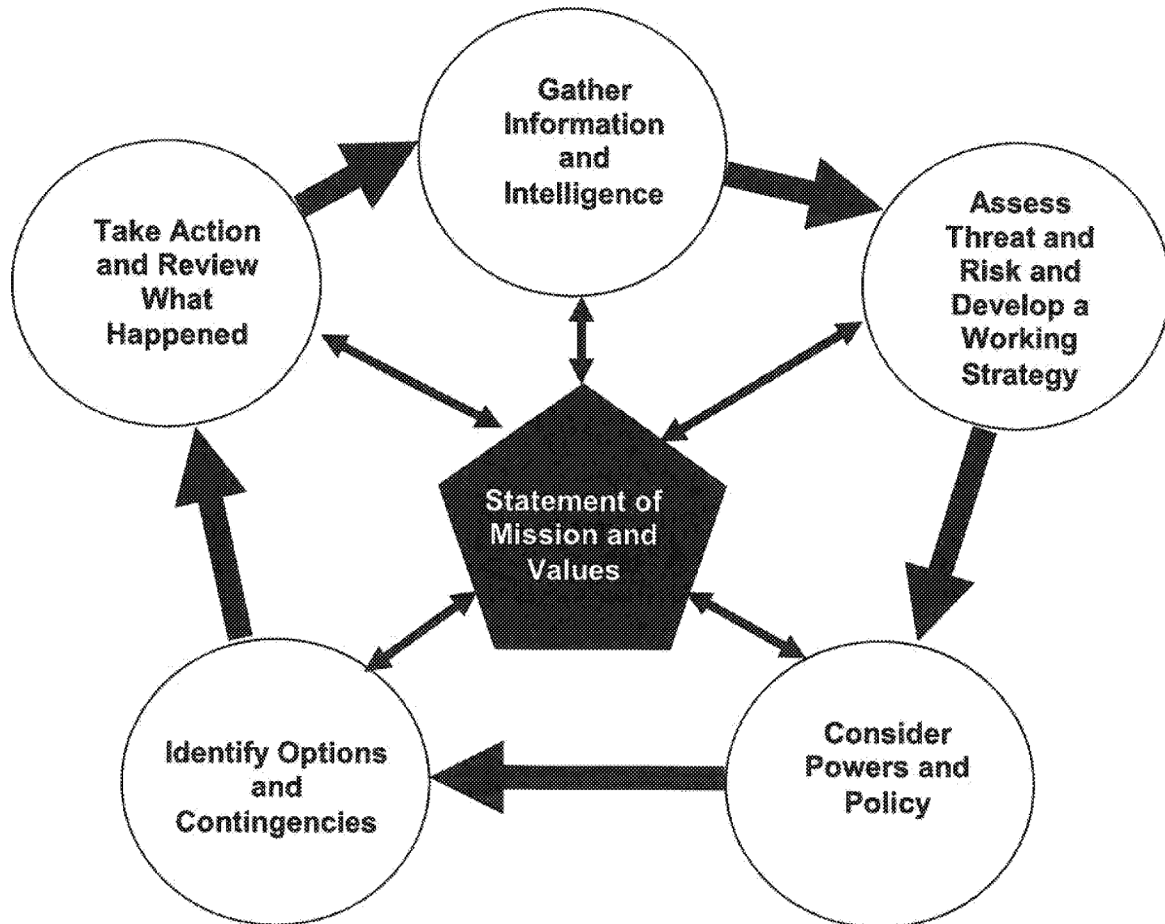 Gather
Information
and
Intelligence
Assess
Threat and
Risk and
Develop a
Working
Strategy
Consider
Powers and
Policy
Identify Options
and
Contingencies
Take Action
and Review
What
Happened
Statement of
Mission and
Values